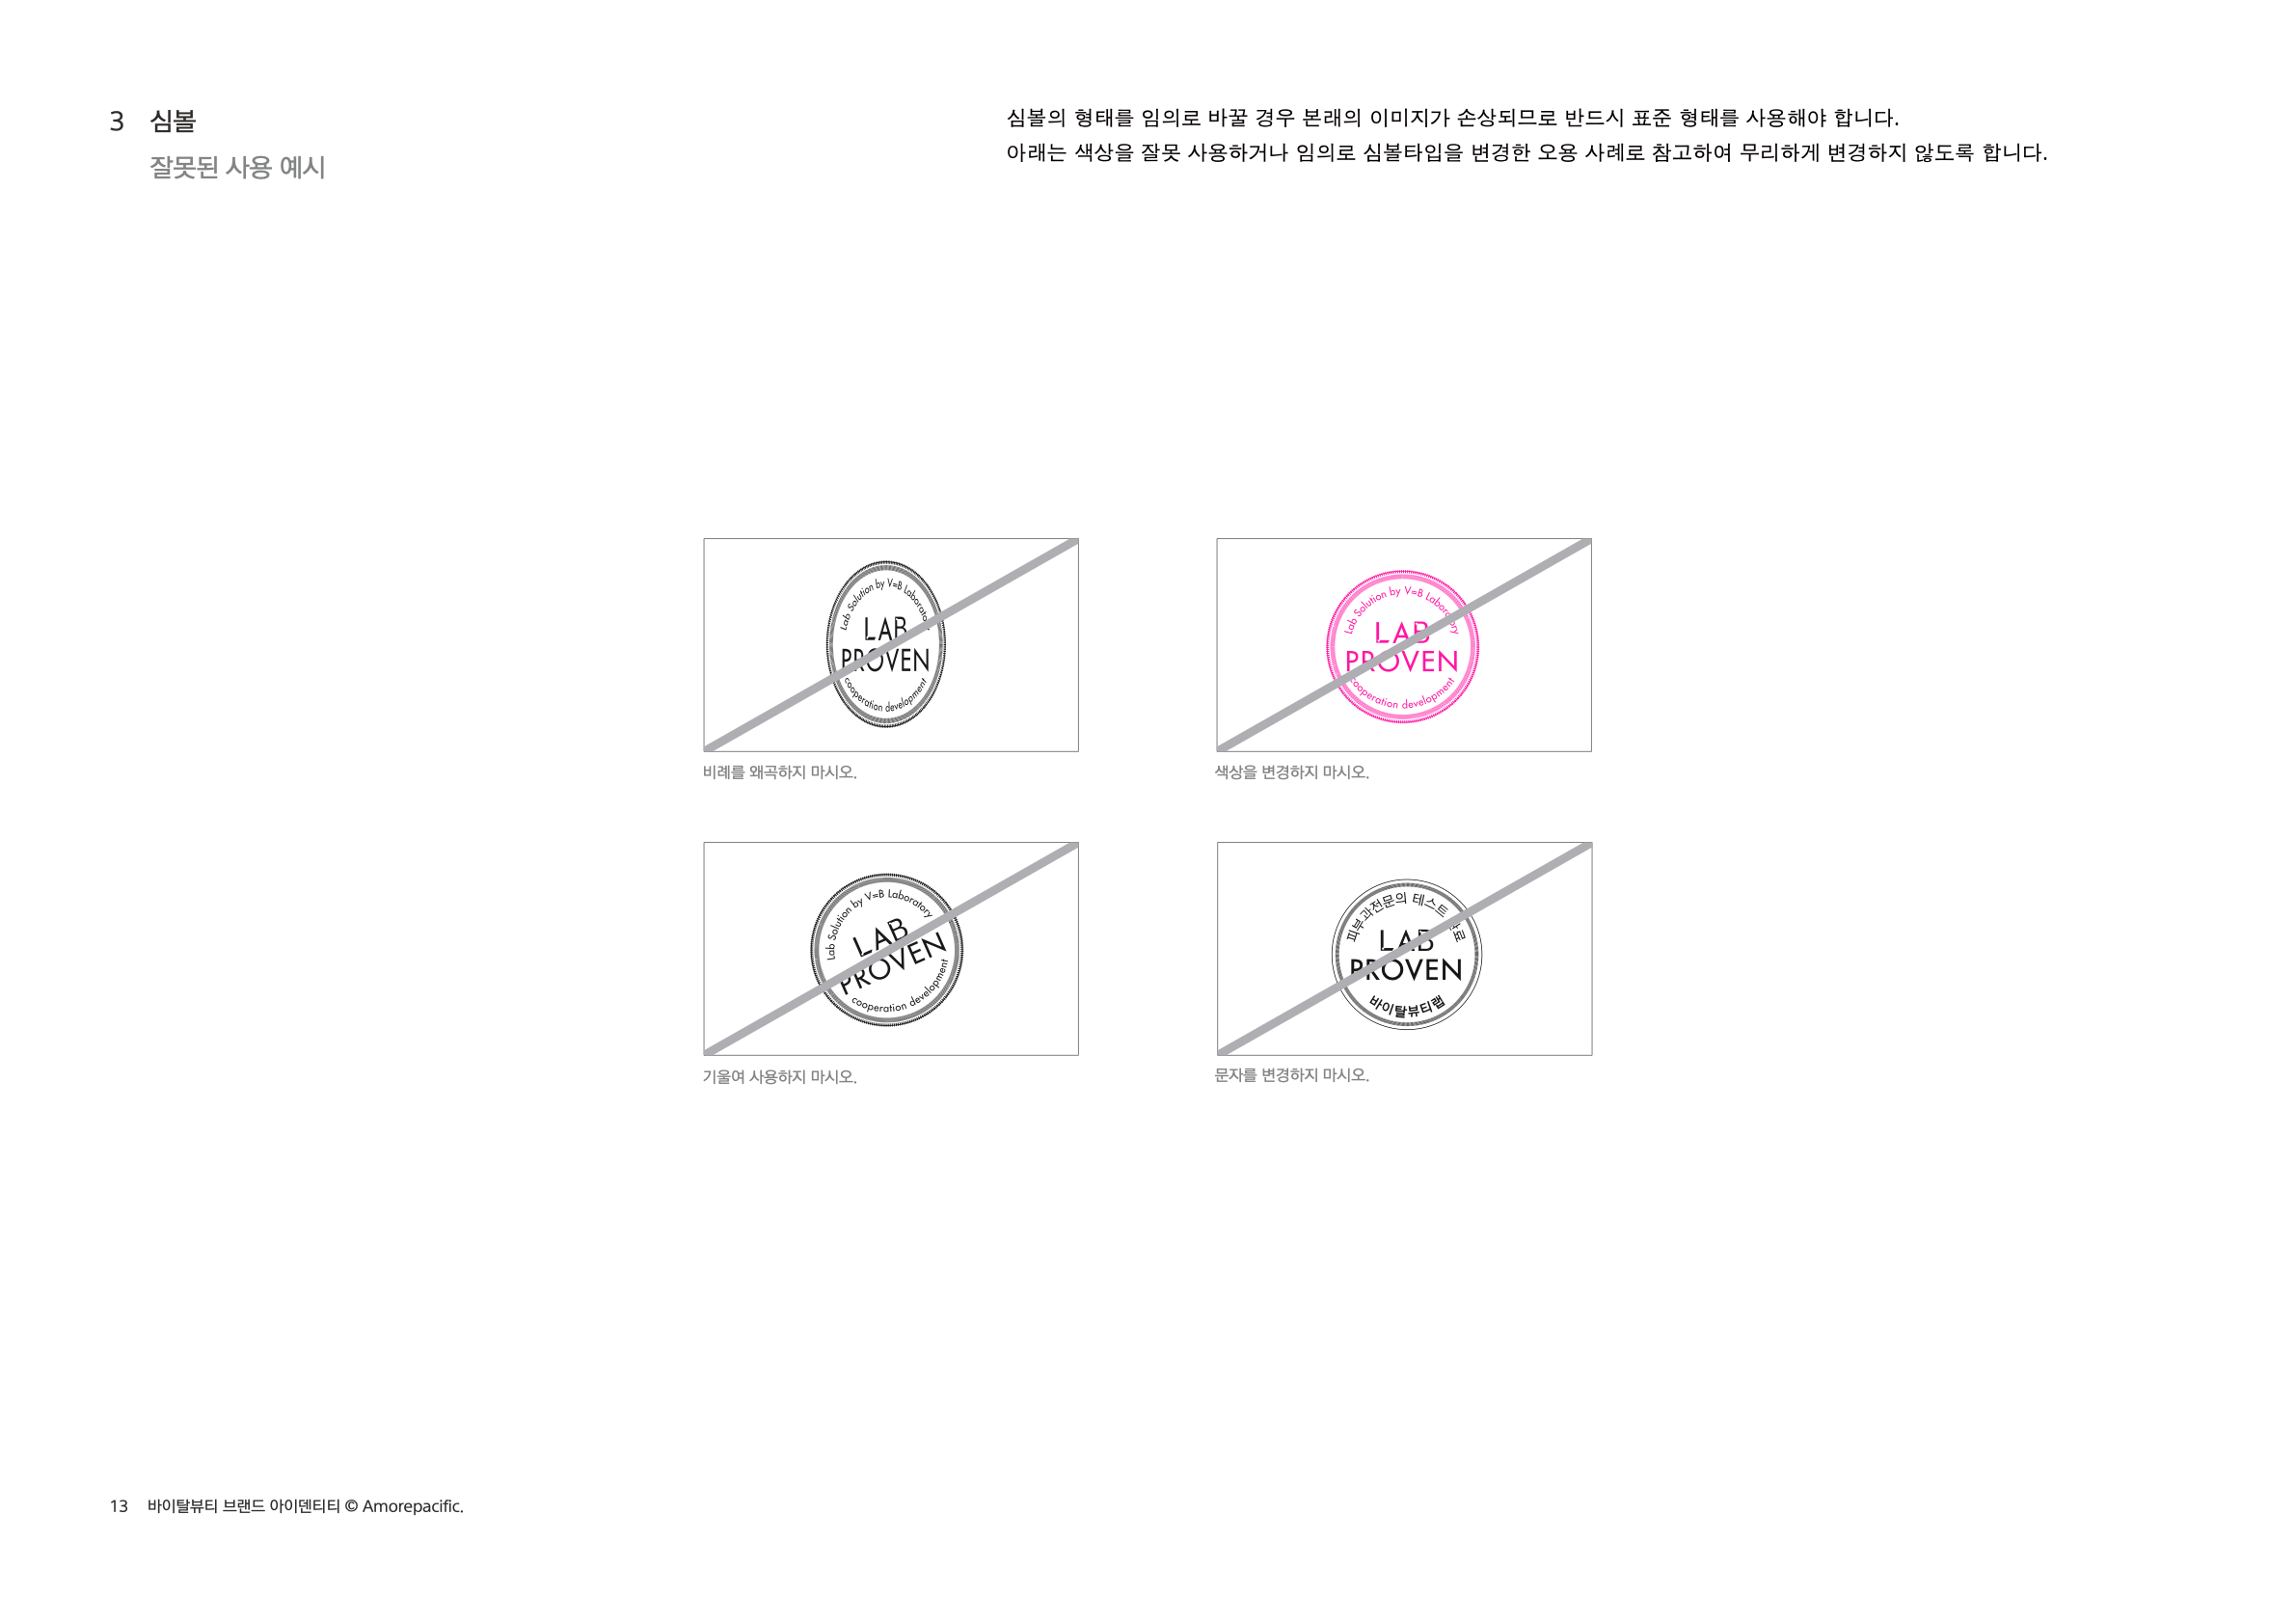 3 심볼
잘못된 사용 예시
심볼의 형태를 임의로 바꿀 경우 본래의 이미지가 손상되므로 반드시 표준 형태를 사용해야 합니다.
아래는 색상을 잘못 사용하거나 임의로 심볼타입을 변경한 오용 사례로 참고하여 무리하게 변경하지 않도록 합니다.
Lab Solution by V=B
LAB
PROVEN
cooperation development
비례를 왜곡하지 마시오.
Lab Solution by V=B Laboratory
LAB
PROVEN
cooperation development
색상을 변경하지 마시오.
Lab Solution by V=B Laboratory
LAB
PROVEN
cooperation development
기울여 사용하지 마시오.
피부과전문의 테스트
LAB
PROVEN
바이탈뷰티랩
문자를 변경하지 마시오.
13 바이탈뷰티 브랜드 아이덴티티 © Amorepacific.